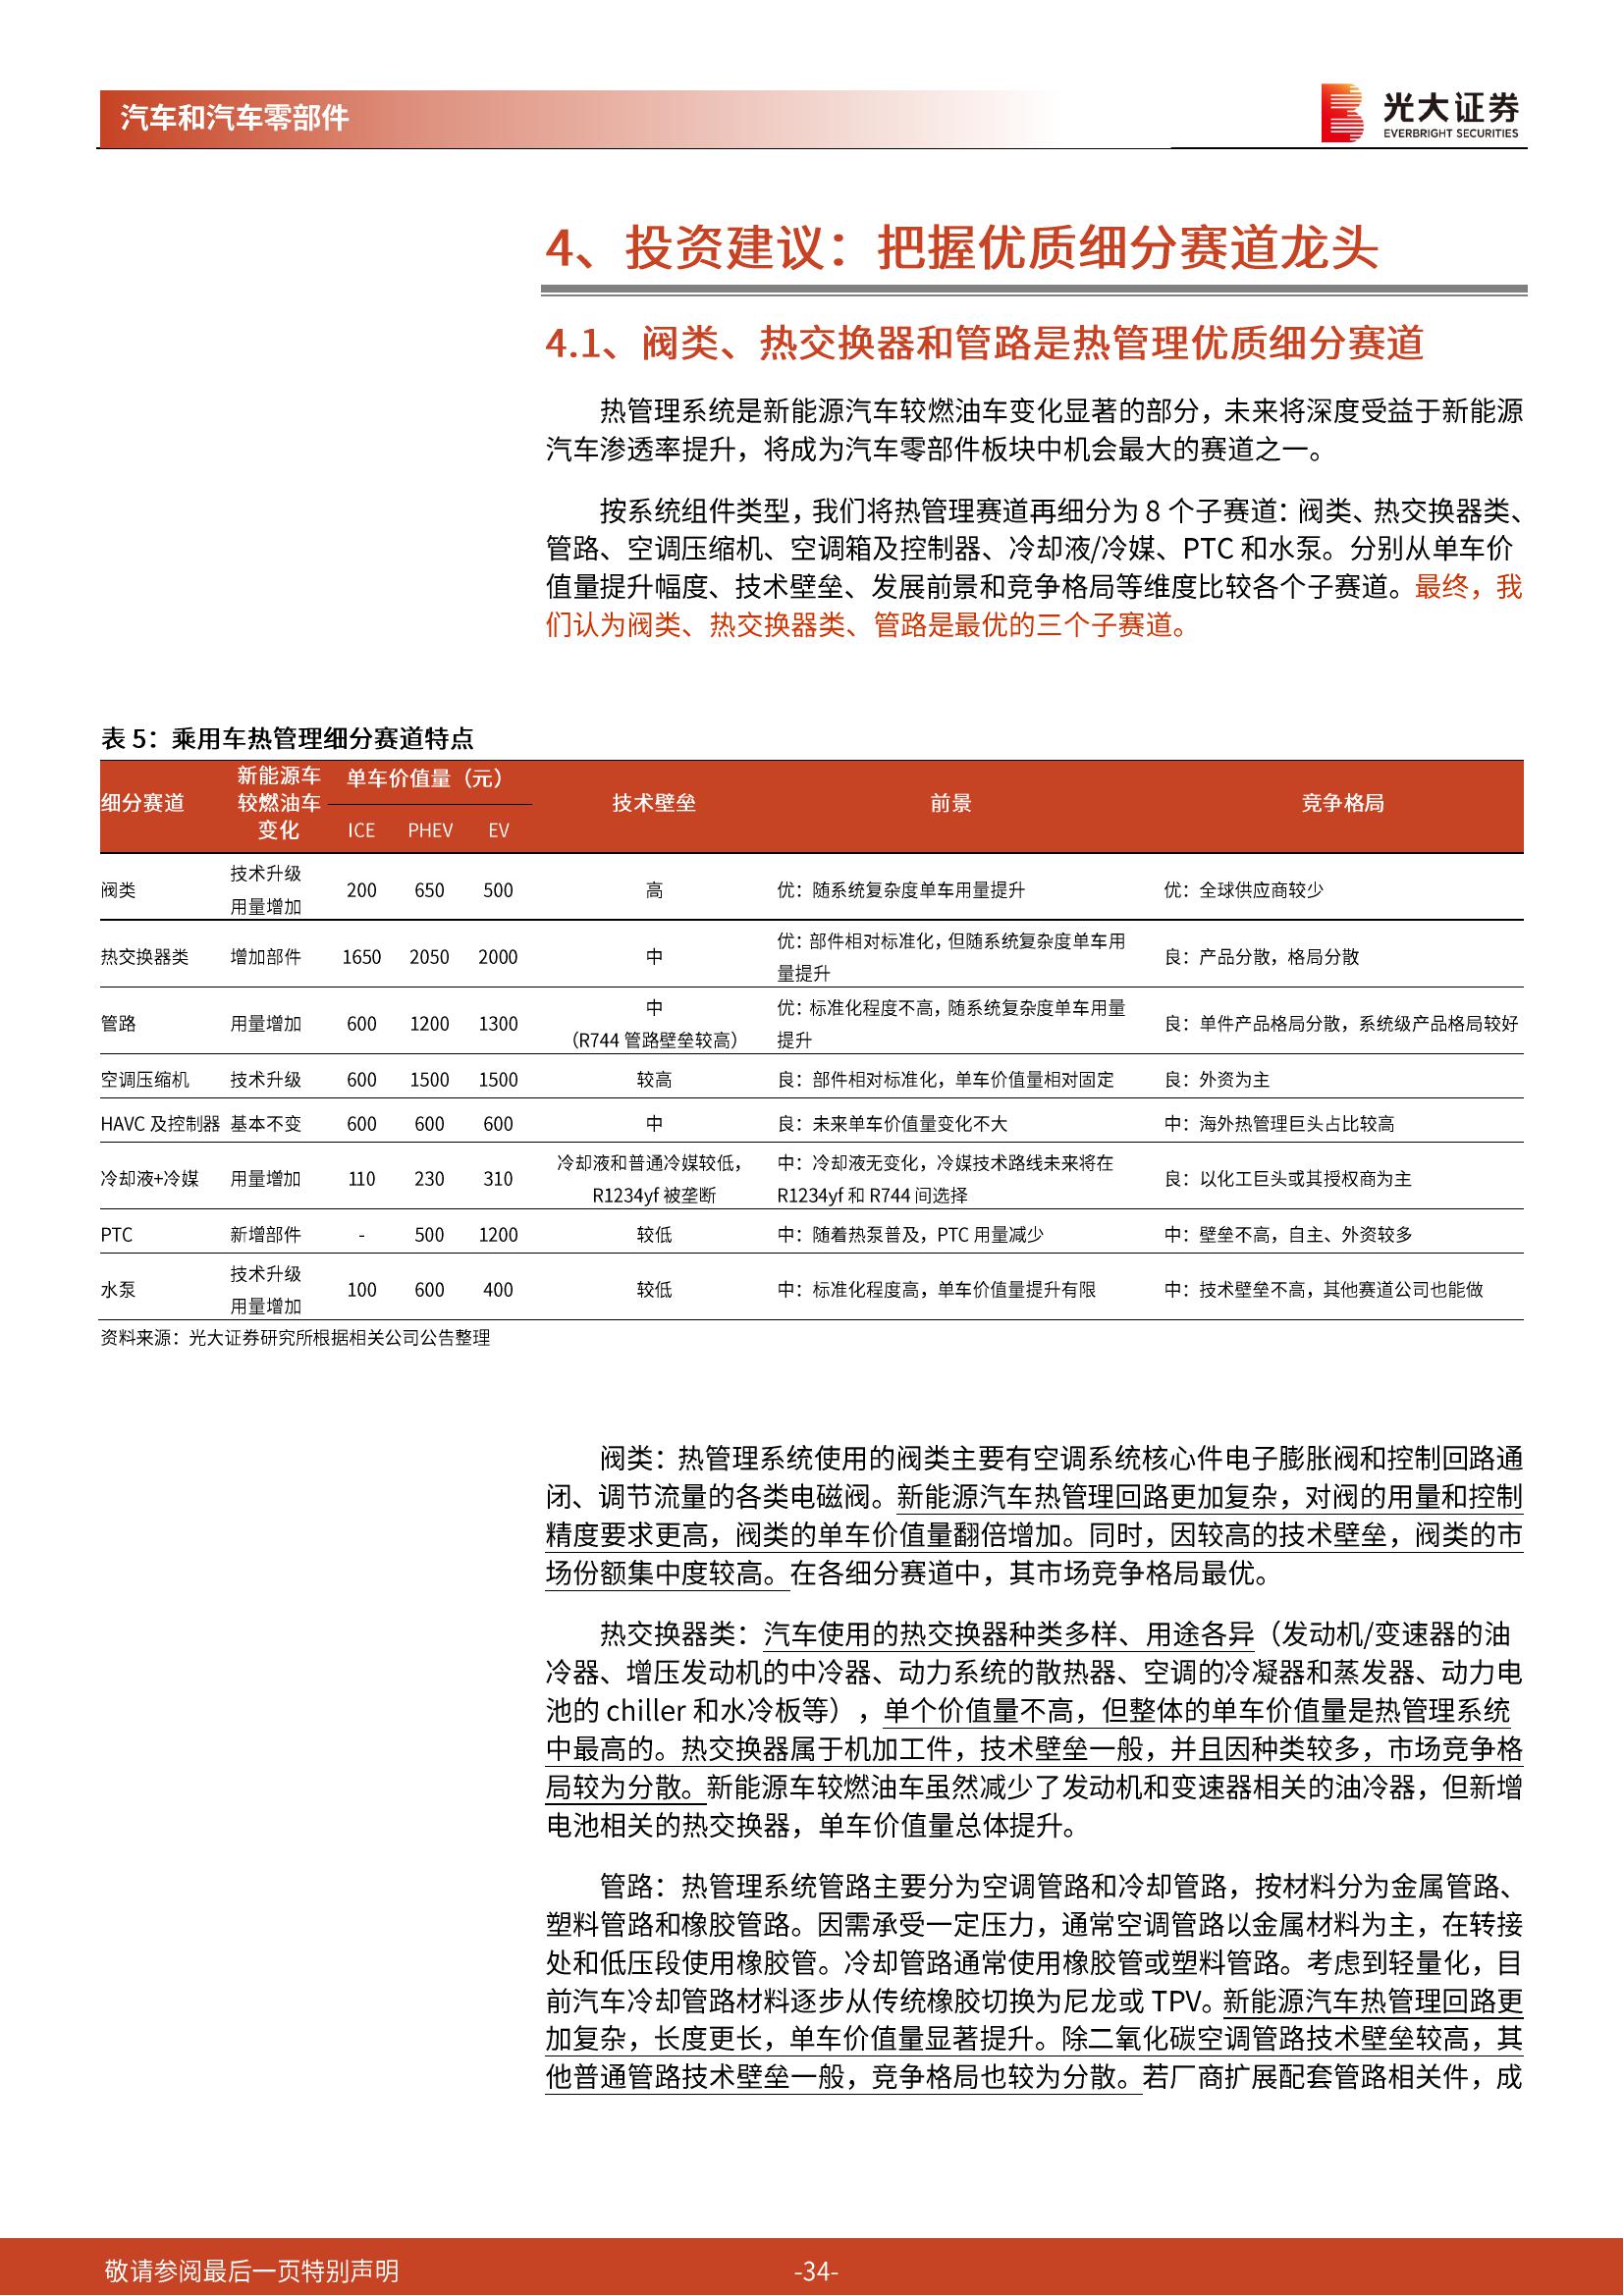 汽车和汽车零部件
光大证券
EVERBRIGHT SECURITIES
4、投资建议：把握优质细分赛道龙头
4.1、阀类、热交换器和管路是热管理优质细分赛道
热管理系统是新能源汽车较燃油车变化显著的部分，未来将深度受益于新能源
汽车渗透率提升，将成为汽车零部件板块中机会最大的赛道之一。
按系统组件类型，我们将热管理赛道再细分为 8 个子赛道：阀类、热交换器类、
管路、空调压缩机、空调箱及控制器、冷却液/冷媒、PTC 和水泵。分别从单车价
值量提升幅度、技术壁垒、发展前景和竞争格局等维度比较各个子赛道。最终，我
们认为阀类、热交换器类、管路是最优的三个子赛道。
表 5：乘用车热管理细分赛道特点
细分赛道 新能源车较燃油车变化 单车价值量（元） 技术壁垒 前景 竞争格局
ICE PHEV EV
阀类 技术升级 用量增加 200 650 500 高 优：随系统复杂度单车用量提升 优：全球供应商较少
热交换器类 增加部件 1650 2050 2000 中 优：部件相对标准化，但随系统复杂度单车用量提升 良：产品分散，格局分散
管路 用量增加 600 1200 1300 中（R744 管路壁垒较高） 优：标准化程度不高，随系统复杂度单车用量提升 良：单件产品格局分散，系统级产品格局较好
空调压缩机 技术升级 600 1500 1500 较高 良：部件相对标准化，单车价值量相对固定 良：外资为主
HAVC 及控制器 基本不变 600 600 600 中 良：未来单车价值量变化不大 中：海外热管理巨头占比较高
冷却液+冷媒 用量增加 110 230 310 冷却液和普通冷媒较低，R1234yf 被垄断 中：冷却液无变化，冷媒技术路线未来将在 R1234yf 和 R744 间选择 良：以化工巨头或其授权商为主
PTC 新增部件 - 500 1200 较低 中：随着热泵普及，PTC 用量减少 中：壁垒不高，自主、外资较多
水泵 技术升级 用量增加 100 600 400 较低 中：标准化程度高，单车价值量提升有限 中：技术壁垒不高，其他赛道公司也能做
资料来源：光大证券研究所根据相关公司公告整理
阀类：热管理系统使用的阀类主要有空调系统核心件电子膨胀阀和控制回路通
闭、调节流量的各类电磁阀。新能源汽车热管理回路更加复杂，对阀的用量和控制
精度要求更高，阀类的单车价值量翻倍增加。同时，因较高的技术壁垒，阀类的市
场份额集中度较高。在各细分赛道中，其市场竞争格局最优。
热交换器类：汽车使用的热交换器种类多样、用途各异（发动机/变速器的油
冷器、增压发动机的中冷器、动力系统的散热器、空调的冷凝器和蒸发器、动力电
池的 chiller 和水冷板等），单个价值量不高，但整体的单车价值量是热管理系统
中最高的。热交换器属于机加工件，技术壁垒一般，并且因种类较多，市场竞争格
局较为分散。新能源车较燃油车虽然减少了发动机和变速器相关的油冷器，但新增
电池相关的热交换器，单车价值量总体提升。
管路：热管理系统管路主要分为空调管路和冷却管路，按材料分为金属管路、
塑料管路和橡胶管路。因需承受一定压力，通常空调管路以金属材料为主，在转接
处和低压段使用橡胶管。冷却管路通常使用橡胶管或塑料管路。考虑到轻量化，目
前汽车冷却管路材料逐步从传统橡胶切换为尼龙或 TPV。新能源汽车热管理回路更
加复杂，长度更长，单车价值量显著提升。除二氧化碳空调管路技术壁垒较高，其
他普通管路技术壁垒一般，竞争格局也较为分散。若厂商扩展配套管路相关件，成
敬请参阅最后一页特别声明
-34-